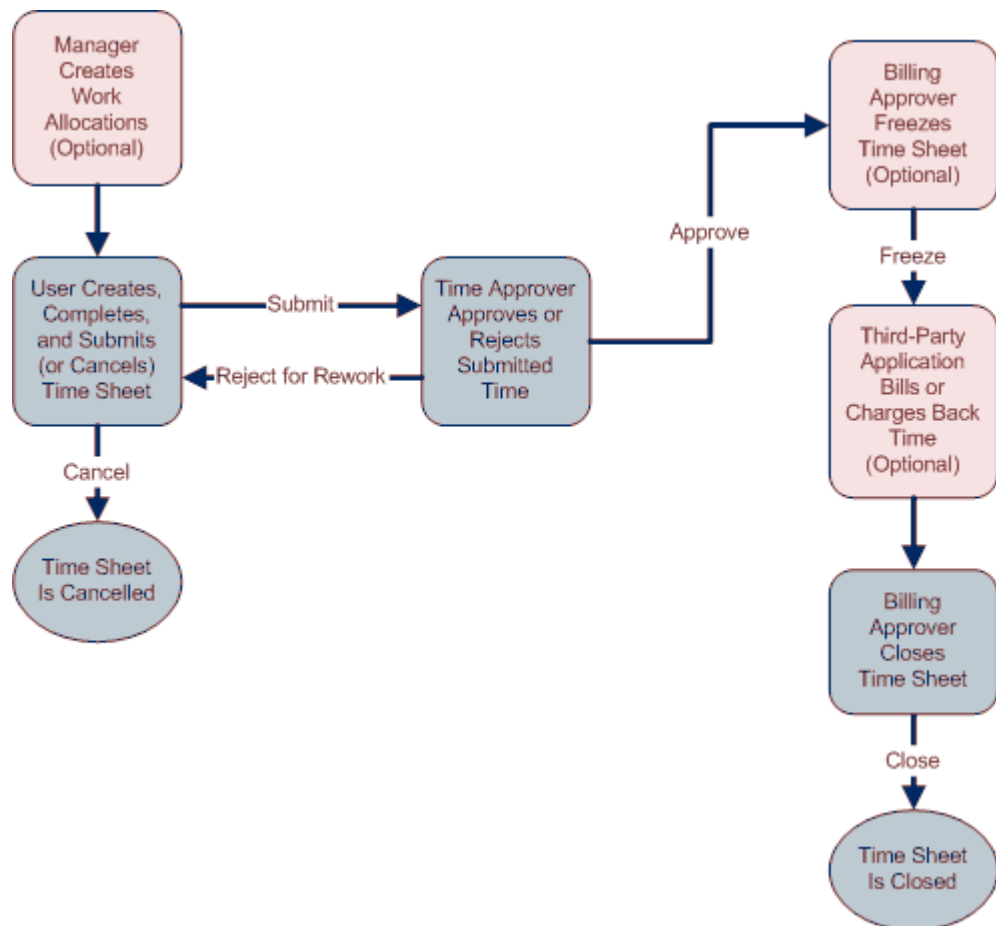 Manager
Creates
Work
Allocations
(Optional)
User Creates,
Completes,
and Submits
(or Cancels)
Time Sheet
Submit
Reject for Rework
Cancel
Time Sheet
Is Cancelled
Time Approver
Approves or
Rejects
Submitted
Time
Approve
Billing
Approver
Freezes
Time Sheet
(Optional)
Freeze
Third-Party
Application
Bills or
Charges Back
Time
(Optional)
Billing
Approver
Closes
Time Sheet
Close
Time Sheet
Is Closed